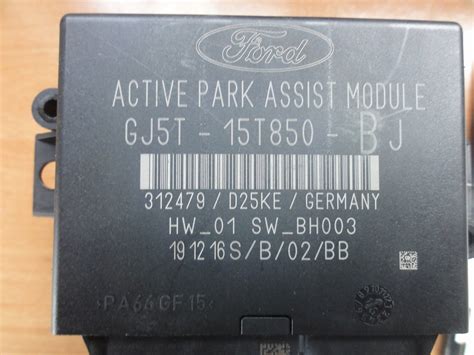 Ford
ACTIVE PARK ASSIST MODULE
GJ5T - 15T850 - BJ
312479 / D25KE / GERMANY
HW_01 SW_BH003
191216S/B/02/BB
>PA66GF15<